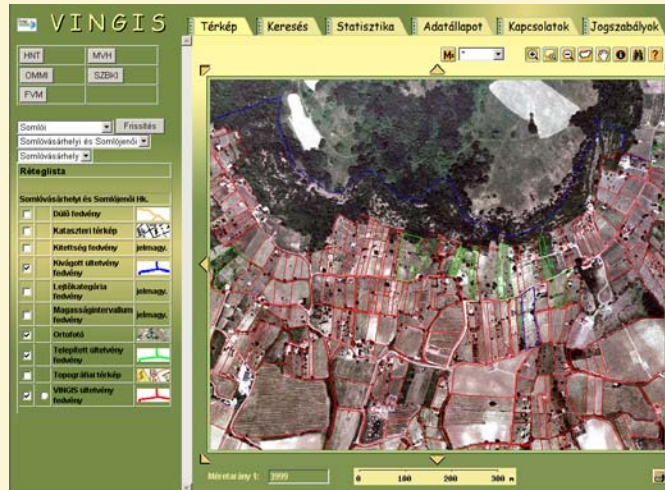 VINGIS
Térkép Keresés Statisztika Adatállapot Kapcsolatok Jogszabályok
HNT MVH
OMMI SZBKI
FVM
Somlói Frissítés
Somlóvásárhelyi és Somlójenői
Somlóvásárhely
Réteglista
Somlóvásárhelyi és Somlójenői Hk.
Dűlő fedvény
Kataszteri térkép
Kitettség fedvény jelmagy.
Kivágott ültetvény fedvény
Lejtőkategória fedvény jelmagy.
Magasságintervallum fedvény jelmagy.
Ortofotó
Telepített ültetvény fedvény
Topográfiai térkép
VINGIS ültetvény fedvény
Méretarány 1: 3999
0 100 200 300 m